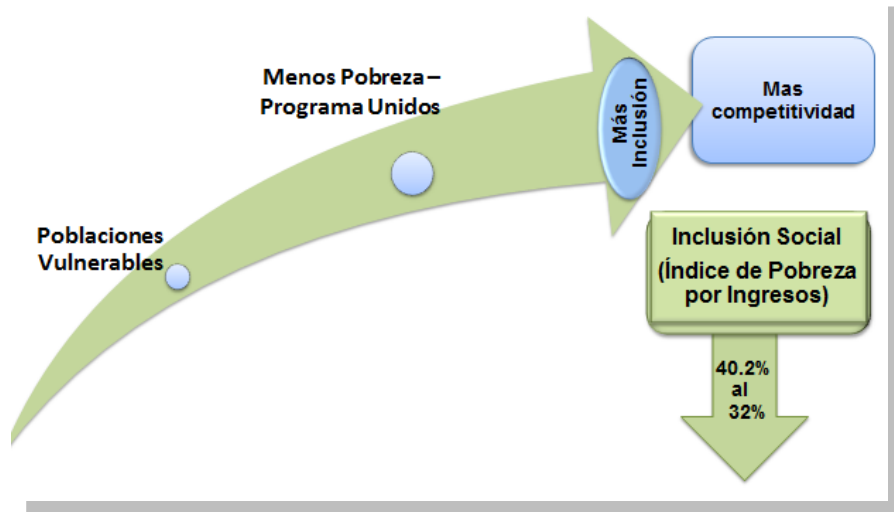 Menos Pobreza –
Programa Unidos
Más
Inclusión
Mas
competitividad
Poblaciones
Vulnerables
Inclusión Social
(Índice de Pobreza
por Ingresos)
40.2%
al
32%